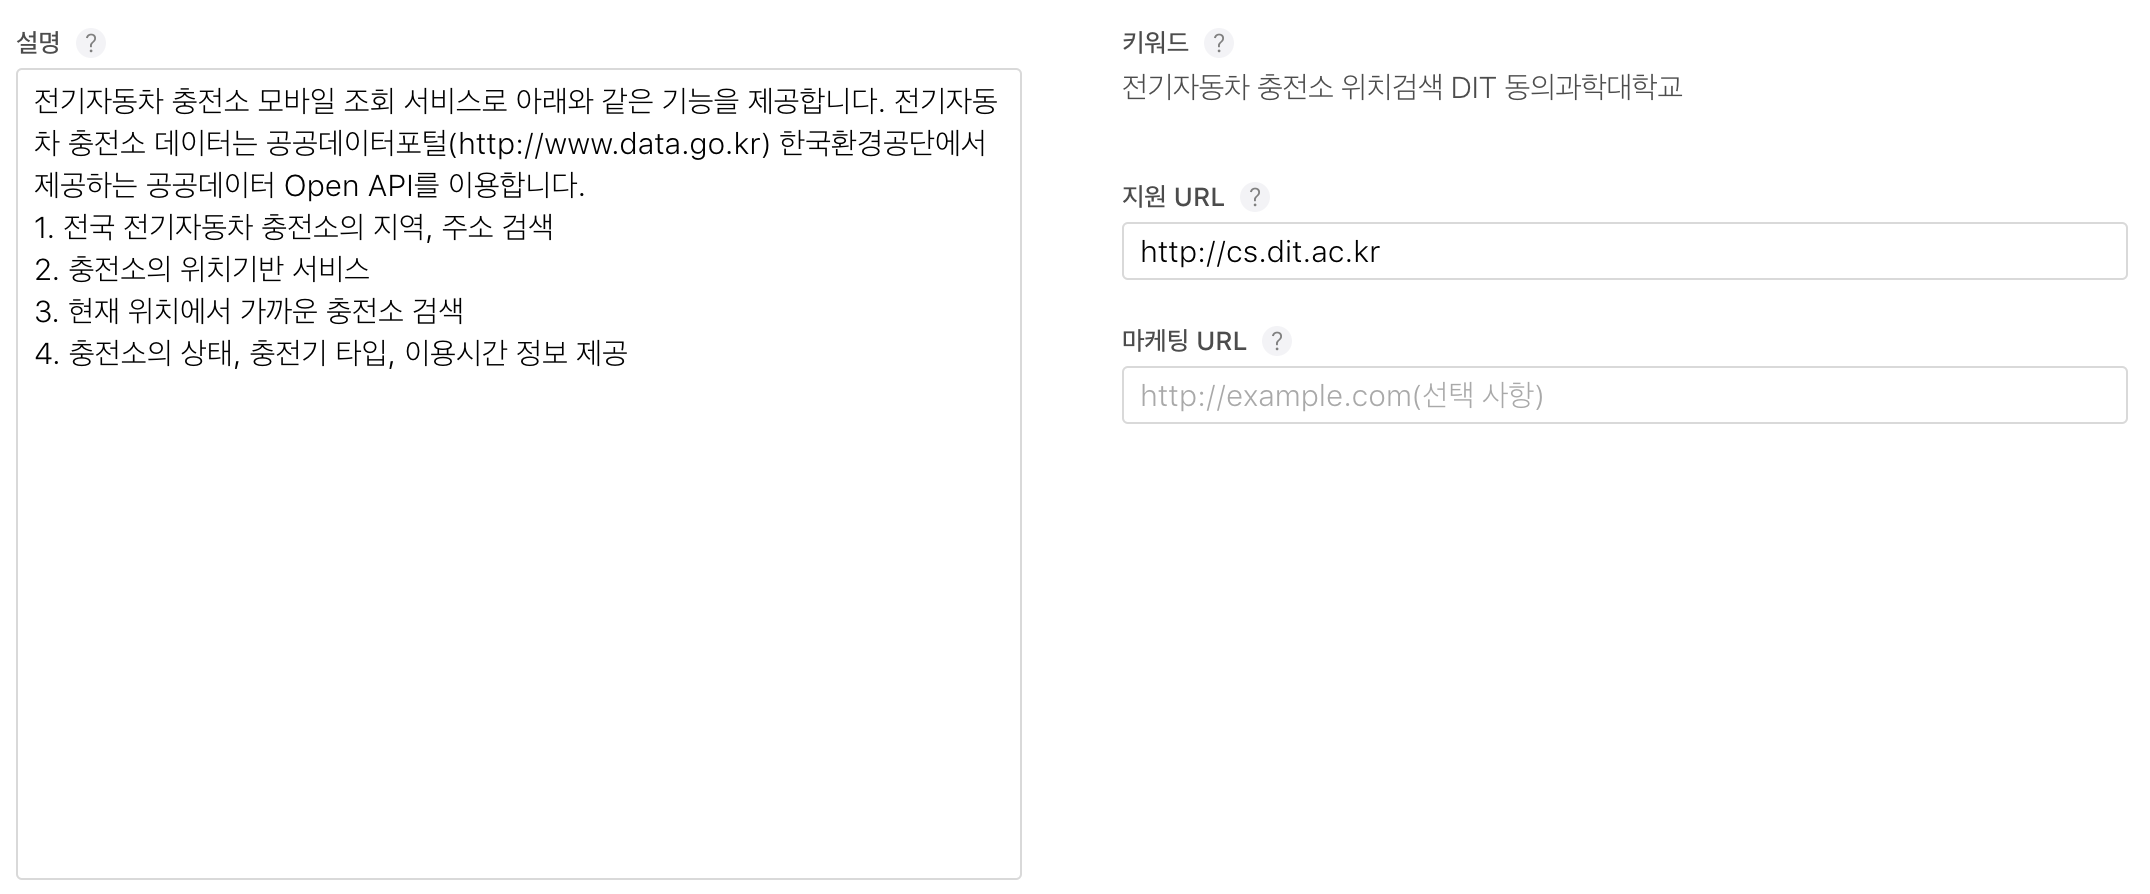 설명 ?
전기자동차 충전소 모바일 조회 서비스로 아래와 같은 기능을 제공합니다. 전기자동
차 충전소 데이터는 공공데이터포털(http://www.data.go.kr) 한국환경공단에서
제공하는 공공데이터 Open API를 이용합니다.
1. 전국 전기자동차 충전소의 지역, 주소 검색
2. 충전소의 위치기반 서비스
3. 현재 위치에서 가까운 충전소 검색
4. 충전소의 상태, 충전기 타입, 이용시간 정보 제공
키워드 ?
전기자동차 충전소 위치검색 DIT 동의과학대학교
지원 URL ?
http://cs.dit.ac.kr
마케팅 URL ?
http://example.com(선택 사항)